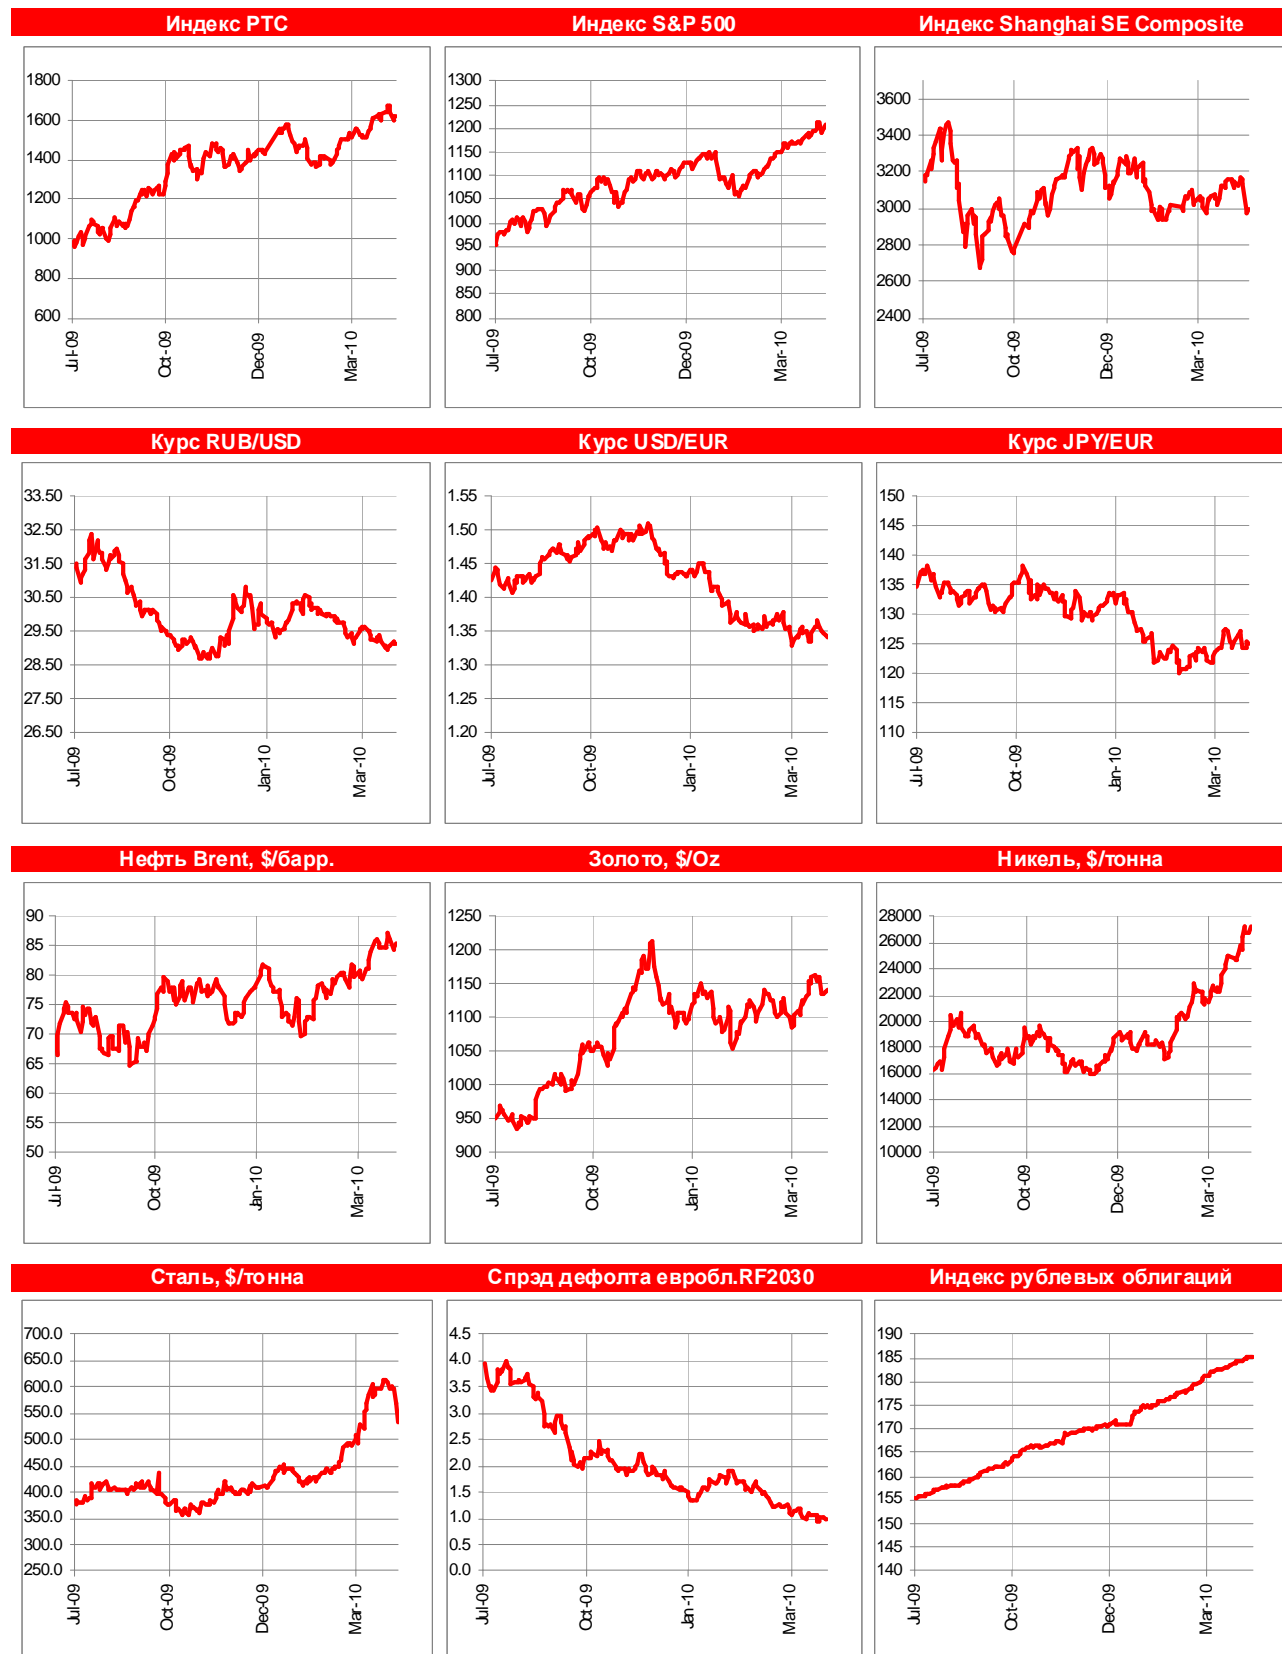 Индекс РТС
1800
1600
1400
1200
1000
800
600
Jul-09
Oct-09
Dec-09
Mar-10
Индекс S&P 500
1300
1250
1200
1150
1100
1050
1000
950
900
850
800
Jul-09
Oct-09
Dec-09
Mar-10
Индекс Shanghai SE Composite
3600
3400
3200
3000
2800
2600
2400
Jul-09
Oct-09
Dec-09
Mar-10
Курс RUB/USD
33.50
32.50
31.50
30.50
29.50
28.50
27.50
26.50
Jul-09
Oct-09
Jan-10
Mar-10
Курс USD/EUR
1.55
1.50
1.45
1.40
1.35
1.30
1.25
1.20
Jul-09
Oct-09
Jan-10
Mar-10
Курс JPY/EUR
150
145
140
135
130
125
120
115
110
Jul-09
Oct-09
Jan-10
Mar-10
Нефть Brent, $/барр.
90
85
80
75
70
65
60
55
50
Jul-09
Oct-09
Jan-10
Mar-10
Золото, $/Oz
1250
1200
1150
1100
1050
1000
950
900
Jul-09
Oct-09
Jan-10
Mar-10
Никель, $/тонна
28000
26000
24000
22000
20000
18000
16000
14000
12000
10000
Jul-09
Oct-09
Dec-09
Mar-10
Сталь, $/тонна
700.0
650.0
600.0
550.0
500.0
450.0
400.0
350.0
300.0
250.0
Jul-09
Oct-09
Dec-09
Mar-10
Спрэд дефолта евробл.RF2030
4.5
4.0
3.5
3.0
2.5
2.0
1.5
1.0
0.5
0.0
Jul-09
Oct-09
Jan-10
Mar-10
Индекс рублевых облигаций
190
185
180
175
170
165
160
155
150
145
140
Jul-09
Oct-09
Dec-09
Mar-10